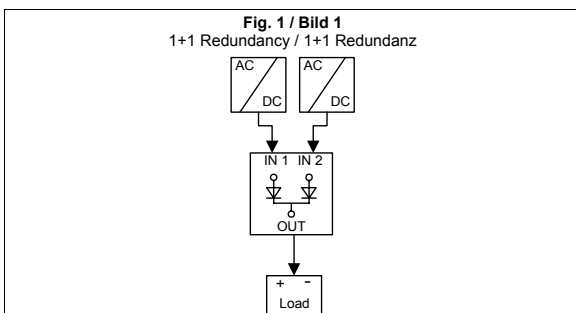 Fig. 1 / Bild 1
1+1 Redundancy / 1+1 Redundanz
AC AC
DC DC
IN 1 IN 2
OUT
+ -
Load